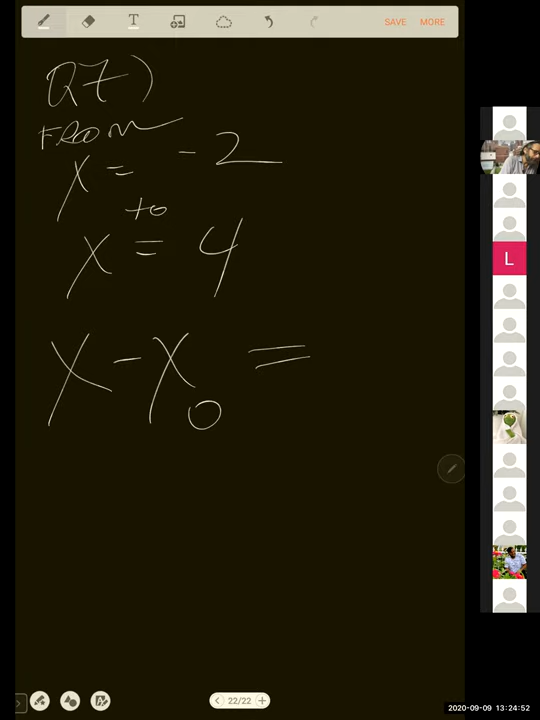 T
SAVE
MORE
Q7)
FROM
x = -2
to
x = 4
x - x₀ =
L
22/22
2020-09-09 13:24:52